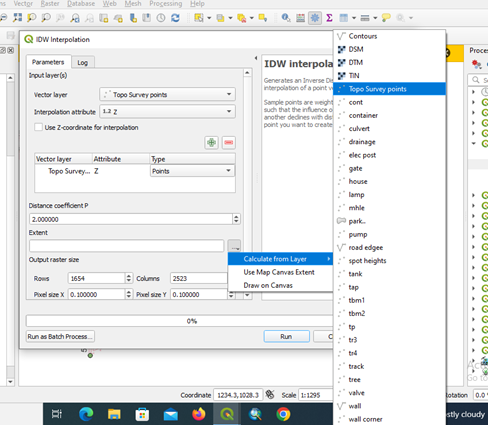 Vector Raster Database Web Mesh Processing
IDW Interpolation
Parameters Log
Input layer(s)
Vector layer Topo Survey points
Interpolation attribute 1.2 Z
Use Z-coordinate for interpolation
Vector layer Attribute Type
Topo Survey... Z Points
Distance coefficient P
2.000000
Extent
Output raster size
Rows 1654 Columns 2523
Pixel size X 0.100000 Pixel size Y 0.100000
0%
Run as Batch Process...
Run
IDW interpola
Generates an Inverse Di
interpolation of a point v
Sample points are weight
such that the influence o
another declines with dist
point you want to create
Calculate from Layer
Use Map Canvas Extent
Draw on Canvas
Contours
DSM
DTM
TIN
Topo Survey points
cont
container
culvert
drainage
elec post
gate
house
lamp
mhle
park..
pump
road edgee
spot heights
tank
tap
tbm1
tbm2
tp
tr3
tr4
track
tree
valve
wall
wall corner
Proces
Coordinate 1234.3,1028.3 Scale 1:1295
Rotation 0.0
Go to
stly cloudy